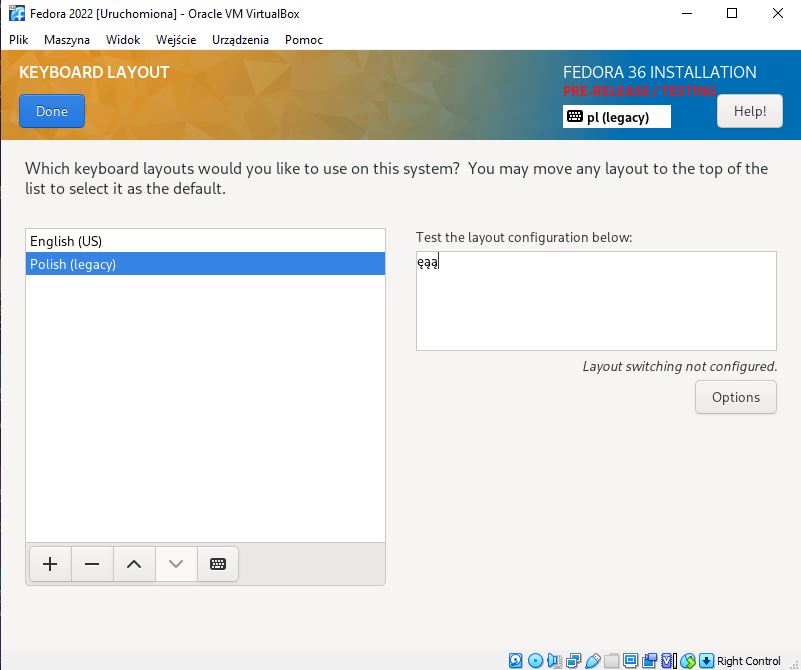 Fedora 2022 [Uruchomiona] - Oracle VM VirtualBox
Plik Maszyna Widok Wejście Urządzenia Pomoc
KEYBOARD LAYOUT
Done
FEDORA 36 INSTALLATION
PRE-RELEASE / TESTING
pl (legacy)
Help!
Which keyboard layouts would you like to use on this system?  You may move any layout to the top of the
list to select it as the default.
English (US)
Polish (legacy)
Test the layout configuration below:
ęąą
Layout switching not configured.
Options
Right Control